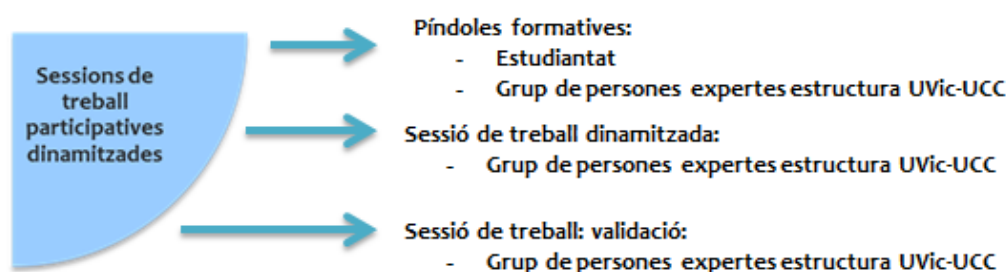 Sessions de
treball
participatives
dinamitzades
Píndoles formatives:
- Estudiantat
- Grup de persones expertes estructura UVic-UCC
Sessió de treball dinamitzada:
- Grup de persones expertes estructura UVic-UCC
Sessió de treball: validació:
- Grup de persones expertes estructura UVic-UCC